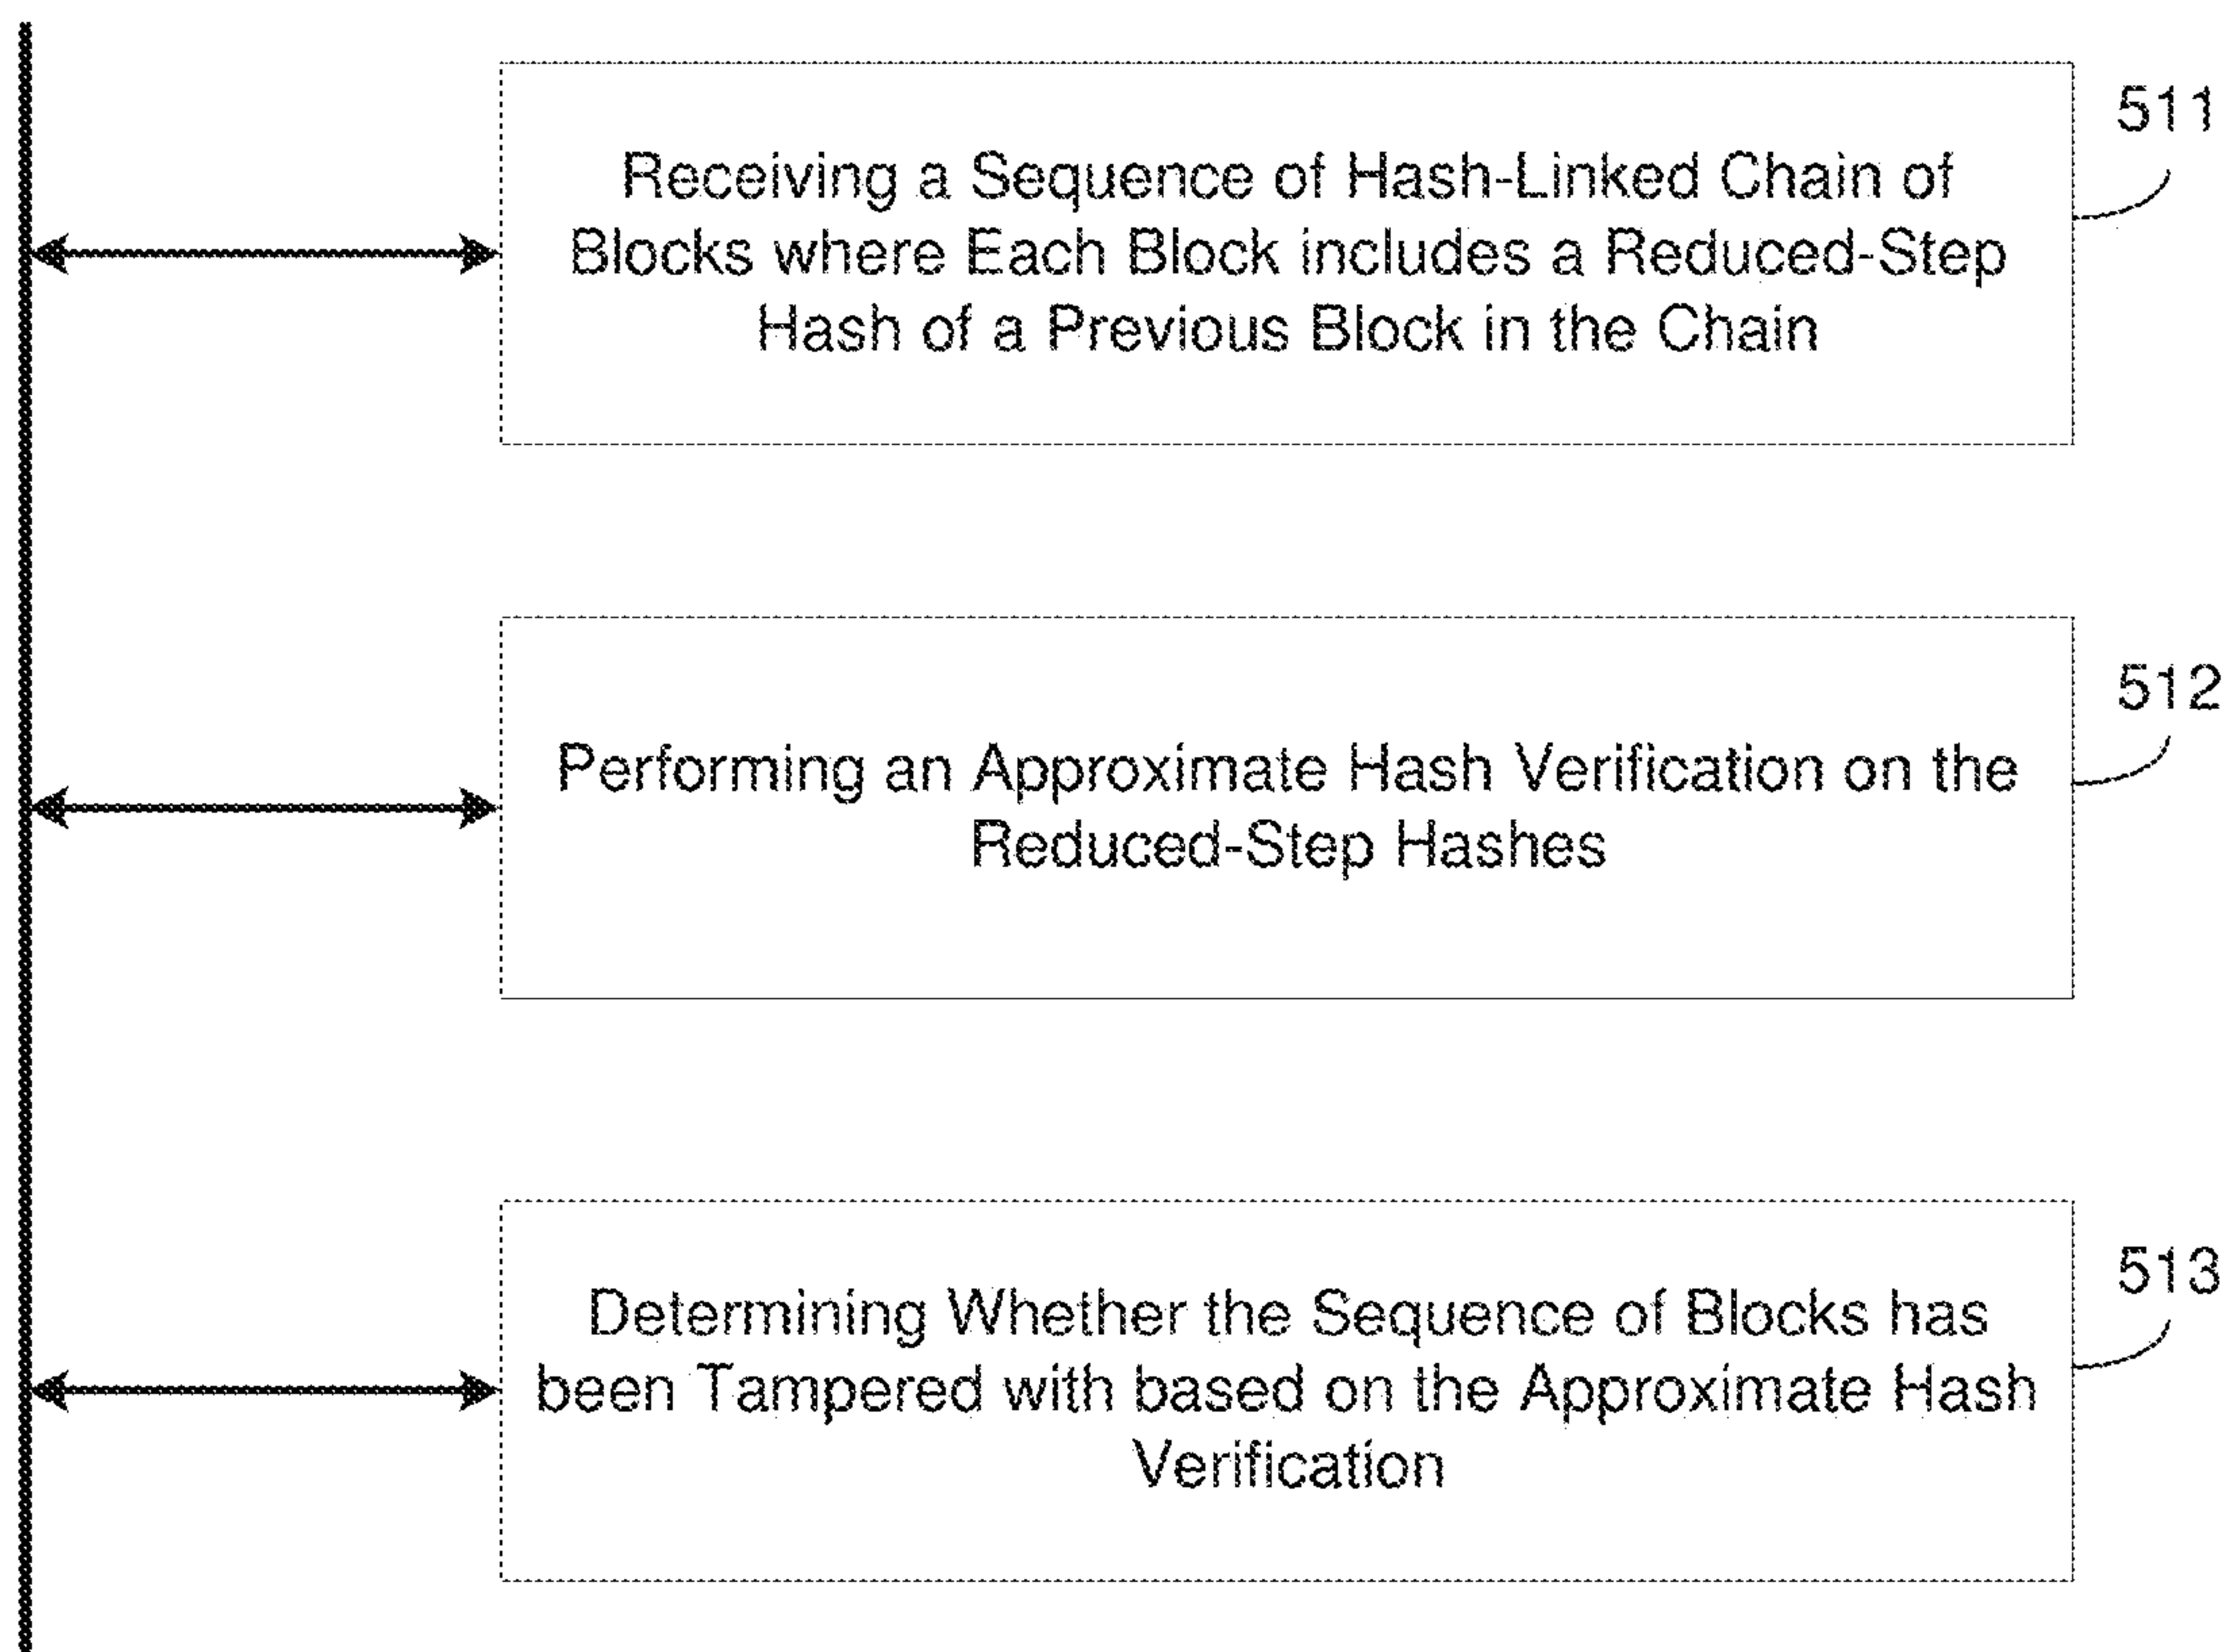 511
Receiving a Sequence of Hash-Linked Chain of
Blocks where Each Block includes a Reduced-Step
Hash of a Previous Block in the Chain
512
Performing an Approximate Hash Verification on the
Reduced-Step Hashes
513
Determining Whether the Sequence of Blocks has
been Tampered with based on the Approximate Hash
Verification